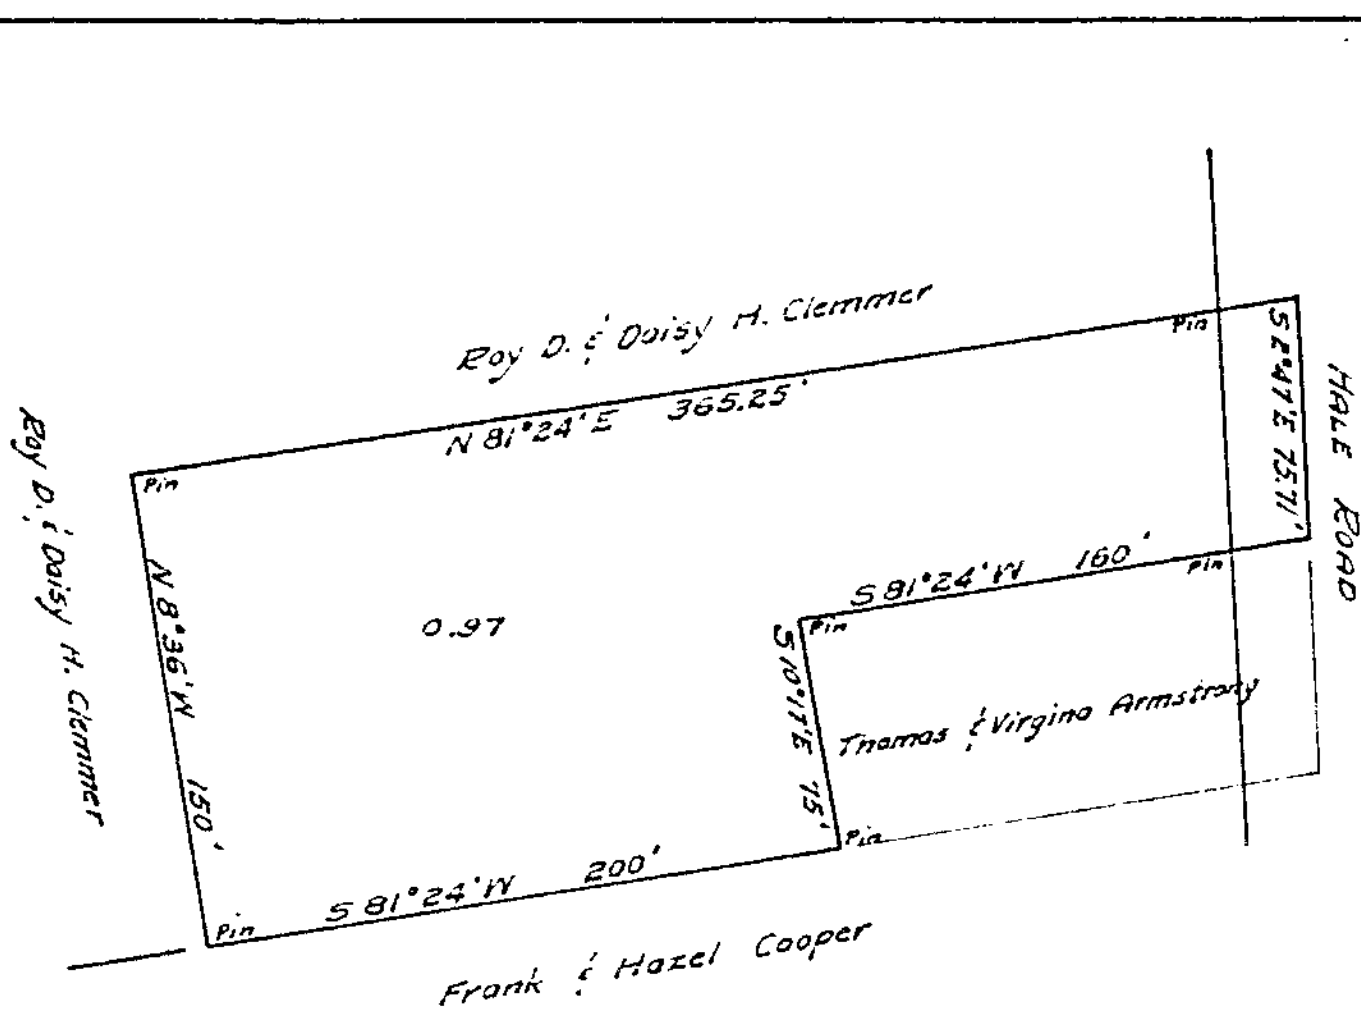 Roy D. & Daisy H. Clemmer
N 81°24'E 365.25'
Pin
Pin
S 2°47'E 75.71'
HALE ROAD
Roy D. & Daisy H. Clemmer
N 8°36'W 150'
0.97
S 81°24'W 160'
Pin
Pin
S 10°17'E 75'
Thomas & Virgina Armstrong
Pin
S 81°24'W 200'
Pin
Frank & Hazel Cooper